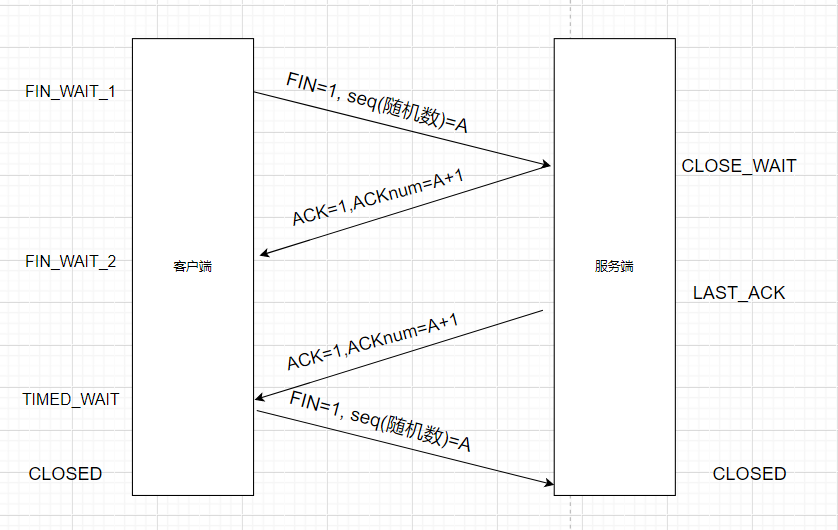 FIN=1, seq(随机数)=A
FIN_WAIT_1
CLOSE_WAIT
ACK=1,ACKnum=A+1
FIN_WAIT_2
客户端
服务端
LAST_ACK
ACK=1,ACKnum=A+1
TIMED_WAIT
FIN=1, seq(随机数)=A
CLOSED
CLOSED